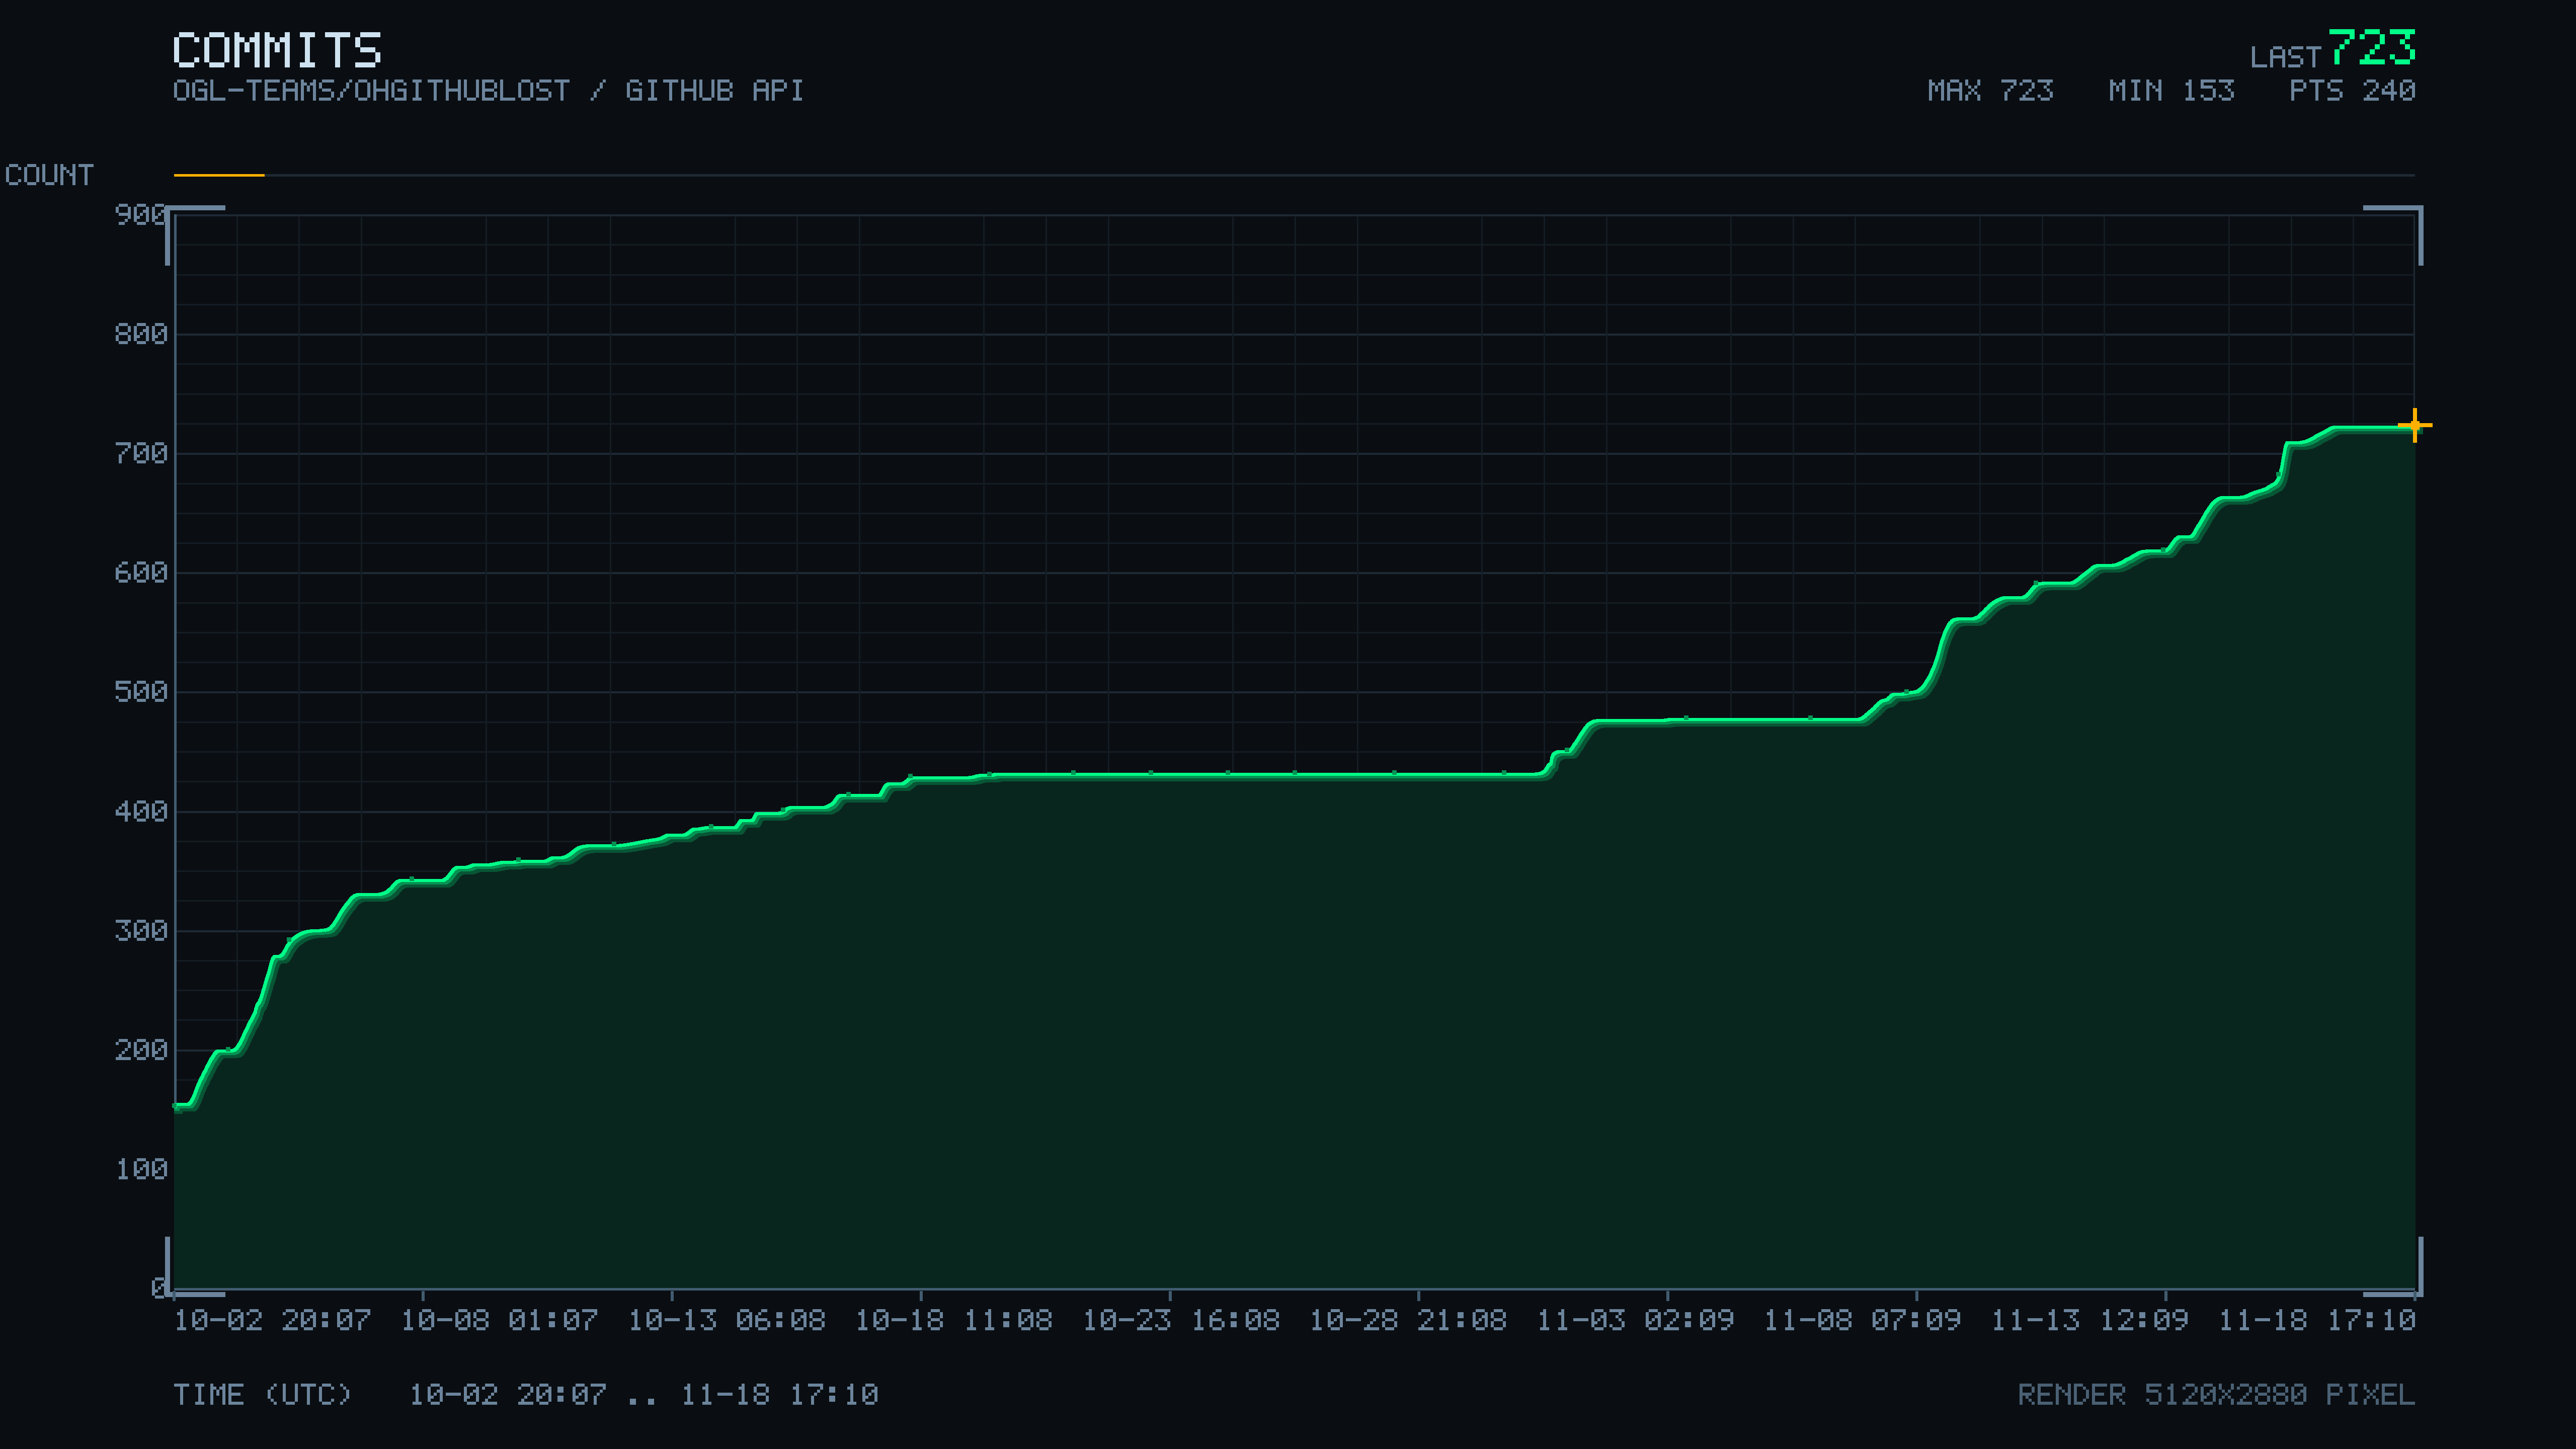 COMMITS
LAST 723
OGL-TEAMS/OHGITHUBLOST / GITHUB API
MAX 723 MIN 153 PTS 240
COUNT
900
800
700
600
500
400
300
200
100
0
10-02 20:07 10-08 01:07 10-13 06:08 10-18 11:08 10-23 16:08 10-28 21:08 11-03 02:09 11-08 07:09 11-13 12:09 11-18 17:10
TIME (UTC) 10-02 20:07 .. 11-18 17:10
RENDER 5120X2880 PIXEL